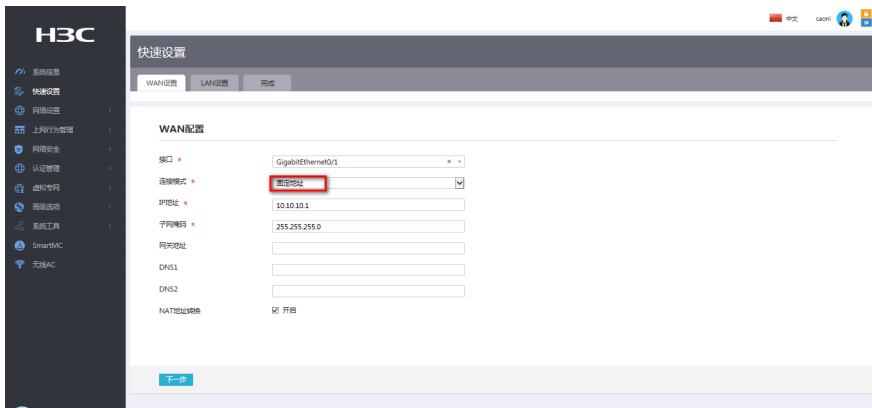 中文 caoni
H3C
快速设置
WAN设置 LAN设置 完成
系统信息
快速设置
网络设置
上网行为管理
网络安全
认证管理
虚拟专网
高级选项
系统工具
SmartMC
无线AC
WAN配置
接口 * GigabitEthernet0/1
连接模式 * 固定地址
IP地址 * 10.10.10.1
子网掩码 * 255.255.255.0
网关地址
DNS1
DNS2
NAT地址转换 开启
下一步